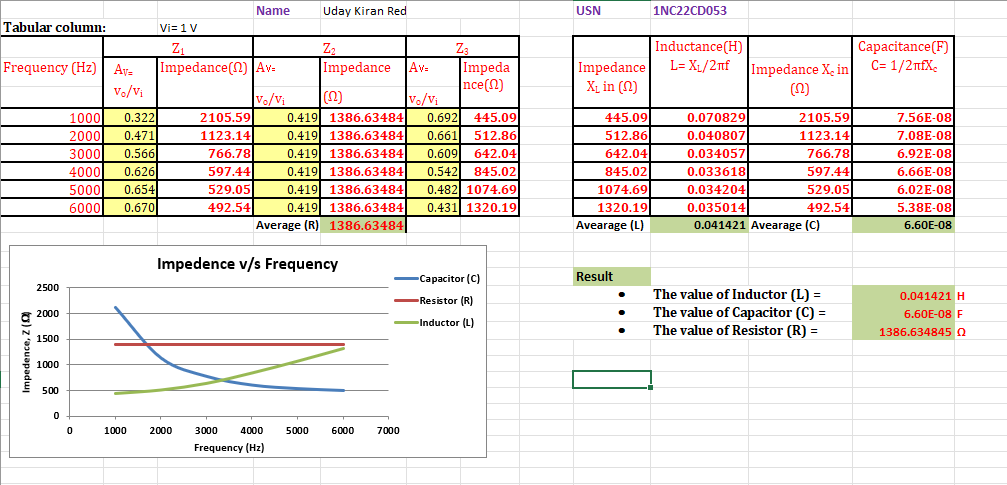 Name Uday Kiran Red USN 1NC22CD053
Tabular column: Vi= 1 V
Z1 Z2 Z3 Inductance(H) Capacitance(F)
Frequency (Hz) Av= Impedance(Ω) Av= Impedance Av= Impeda Impedance L= XL/2πf Impedance Xc in C= 1/2πfXc
vo/vi vo/vi (Ω) vo/vi nce(Ω) XL in (Ω) (Ω)
1000 0.322 2105.59 0.419 1386.63484 0.692 445.09 445.09 0.070829 2105.59 7.56E-08
2000 0.471 1123.14 0.419 1386.63484 0.661 512.86 512.86 0.040807 1123.14 7.08E-08
3000 0.566 766.78 0.419 1386.63484 0.609 642.04 642.04 0.034057 766.78 6.92E-08
4000 0.626 597.44 0.419 1386.63484 0.542 845.02 845.02 0.033618 597.44 6.66E-08
5000 0.654 529.05 0.419 1386.63484 0.482 1074.69 1074.69 0.034204 529.05 6.02E-08
6000 0.670 492.54 0.419 1386.63484 0.431 1320.19 1320.19 0.035014 492.54 5.38E-08
Average (R) 1386.63484 Avearge (L) 0.041421 Avearge (C) 6.60E-08
Impedence v/s Frequency
Capacitor (C)
Resistor (R)
Inductor (L)
Impedence, Z (Ω)
2500
2000
1500
1000
500
0
0 1000 2000 3000 4000 5000 6000 7000
Frequency (Hz)
Result
• The value of Inductor (L) = 0.041421 H
• The value of Capacitor (C) = 6.60E-08 F
• The value of Resistor (R) = 1386.634845 Ω